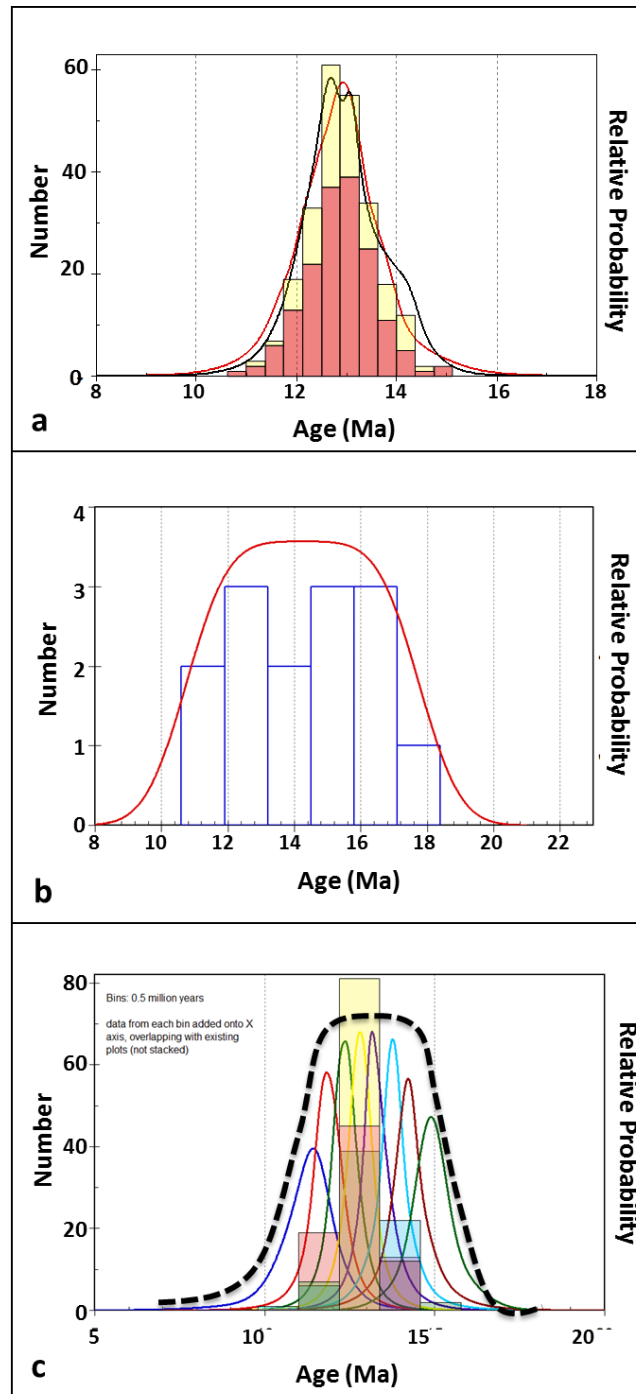 60
40
20
0
Number
Relative Probability
8 10 12 14 16 18
Age (Ma)
a
4
3
2
1
0
Number
Relative Probability
8 10 12 14 16 18 20 22
Age (Ma)
b
80
60
40
20
0
Number
Relative Probability
Bins: 0.5 million years
data from each bin added onto X
axis, overlapping with existing
plots (not stacked)
5 10 15 20
Age (Ma)
c